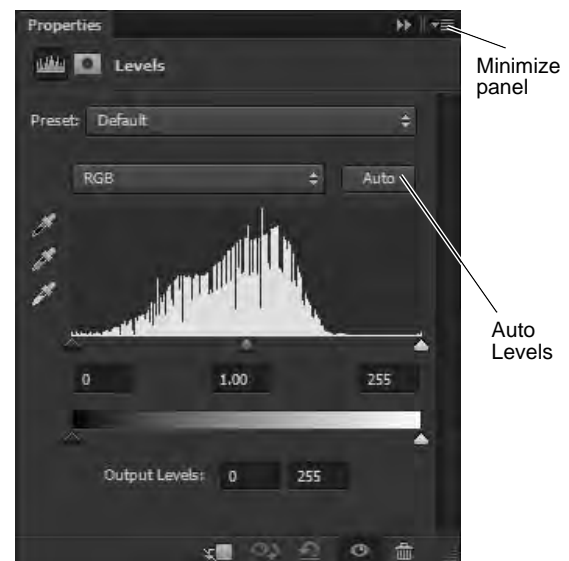 Properties
Levels
Minimize
panel
Preset: Default
RGB
Auto
Auto
Levels
0 1.00 255
Output Levels: 0 255